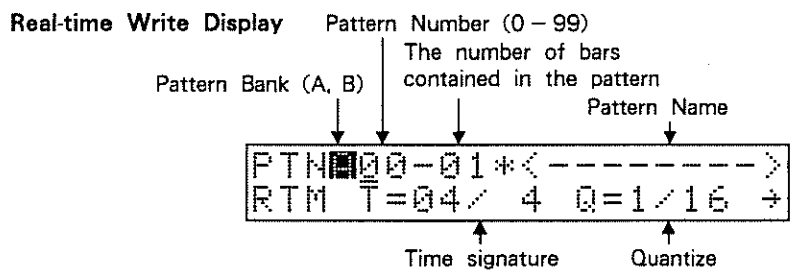 Real-time Write Display Pattern Number (0 – 99)
The number of bars
Pattern Bank (A, B) contained in the pattern
Pattern Name
PTN 00-01*<-------->
RTM T=04/ 4 Q=1/16 →
Time signature Quantize